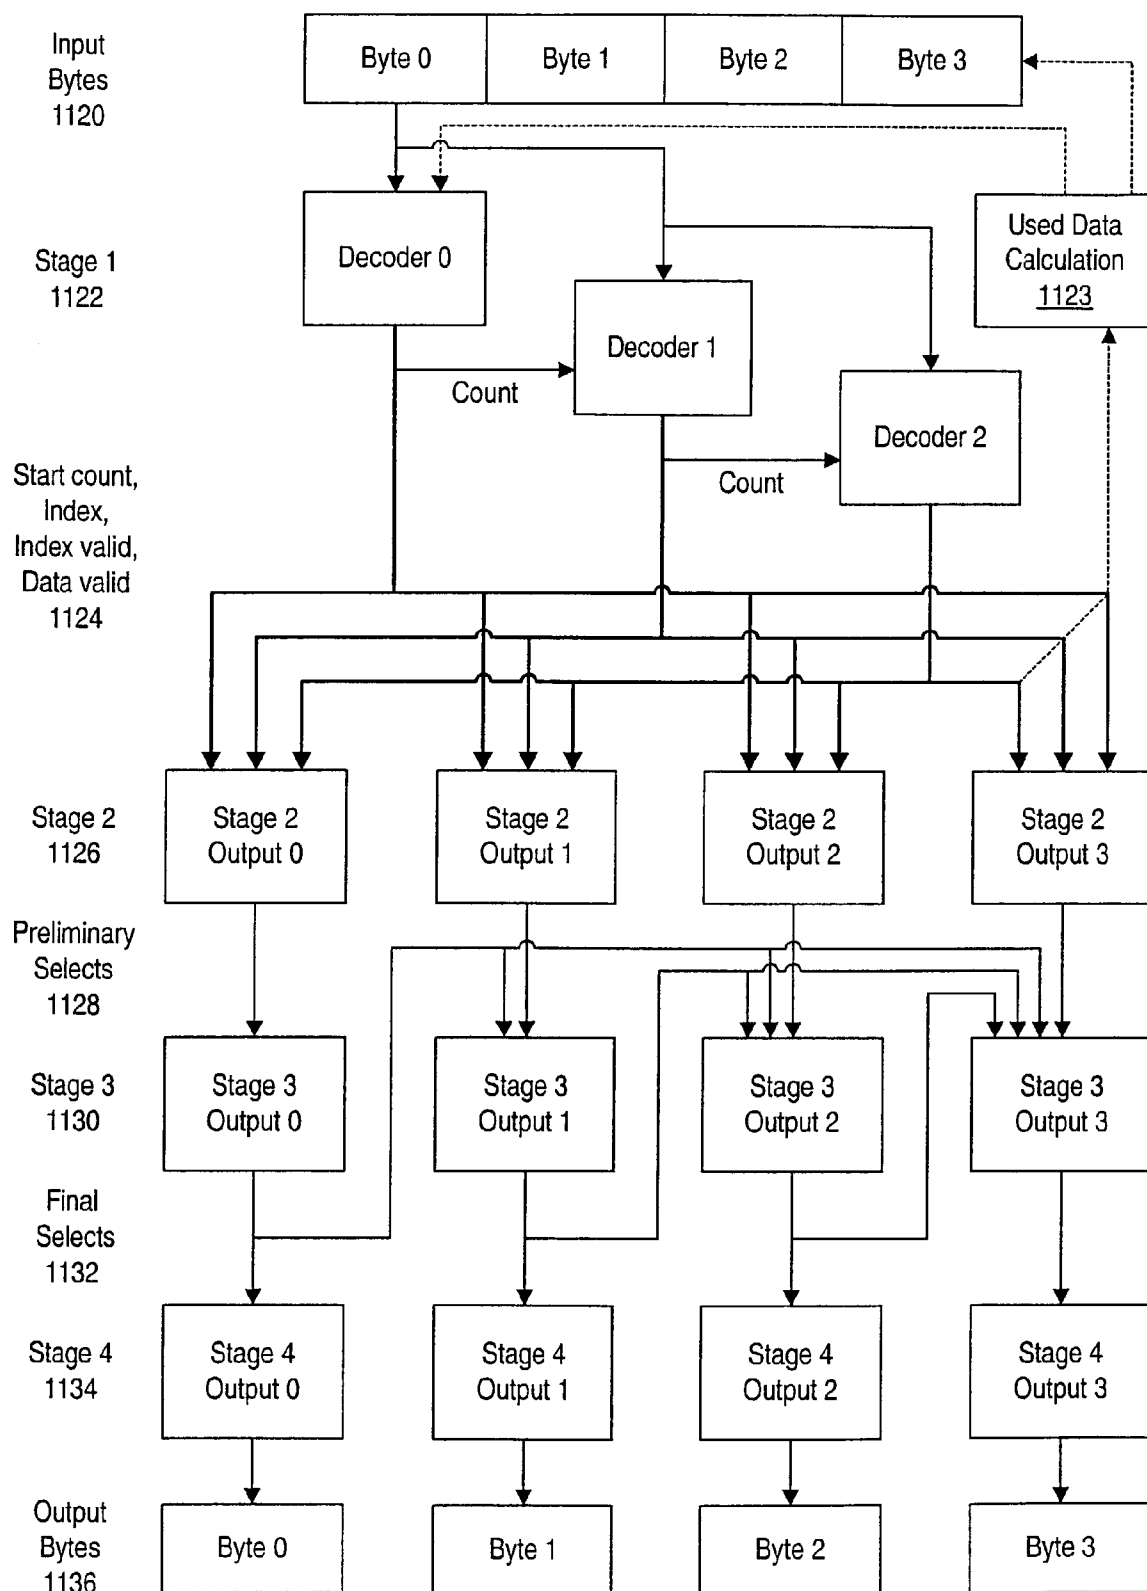 Input
Bytes
1120
Byte 0
Byte 1
Byte 2
Byte 3
Stage 1
1122
Decoder 0
Used Data
Calculation
1123
Decoder 1
Count
Decoder 2
Count
Start count,
Index,
Index valid,
Data valid
1124
Stage 2
1126
Stage 2
Output 0
Stage 2
Output 1
Stage 2
Output 2
Stage 2
Output 3
Preliminary
Selects
1128
Stage 3
1130
Stage 3
Output 0
Stage 3
Output 1
Stage 3
Output 2
Stage 3
Output 3
Final
Selects
1132
Stage 4
1134
Stage 4
Output 0
Stage 4
Output 1
Stage 4
Output 2
Stage 4
Output 3
Output
Bytes
1136
Byte 0
Byte 1
Byte 2
Byte 3